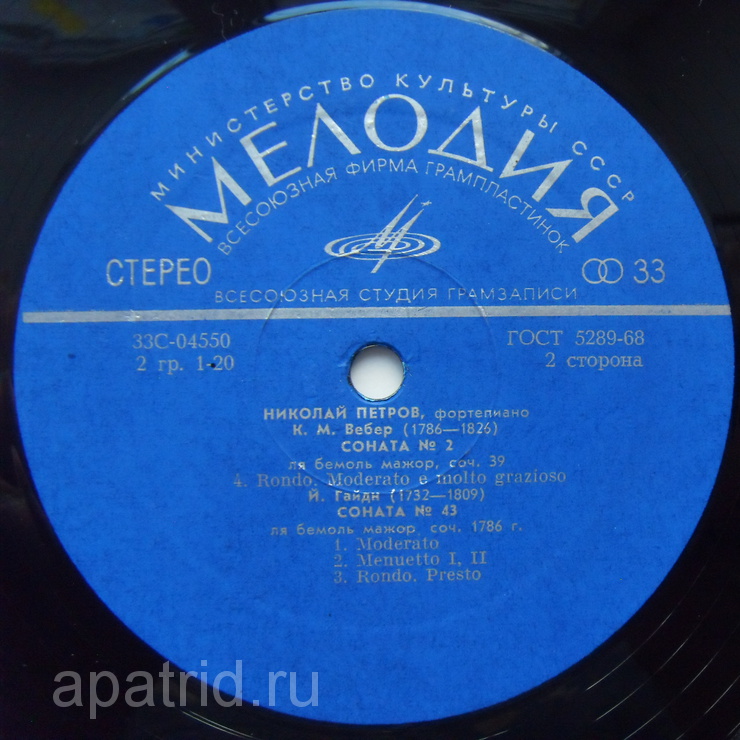 МИНИСТЕРСТВО КУЛЬТУРЫ СССР
МЕЛОДИЯ
ВСЕСОЮЗНАЯ ФИРМА ГРАМПЛАСТИНОК
СТЕРЕО
33
ВСЕСОЮЗНАЯ СТУДИЯ ГРАМЗАПИСИ
33С-04550
ГОСТ 5289-68
2 гр. 1-20
2 сторона
НИКОЛАЙ ПЕТРОВ, фортепиано
К. М. Вебер (1786—1826)
СОНАТА № 2
ля бемоль мажор, соч. 39
4. Rondo. Moderato e molto grazioso
Й. Гайдн (1732—1809)
СОНАТА № 43
ля бемоль мажор, соч. 1786 г.
1. Moderato
2. Menuetto I, II
3. Rondo. Presto
apatrid.ru